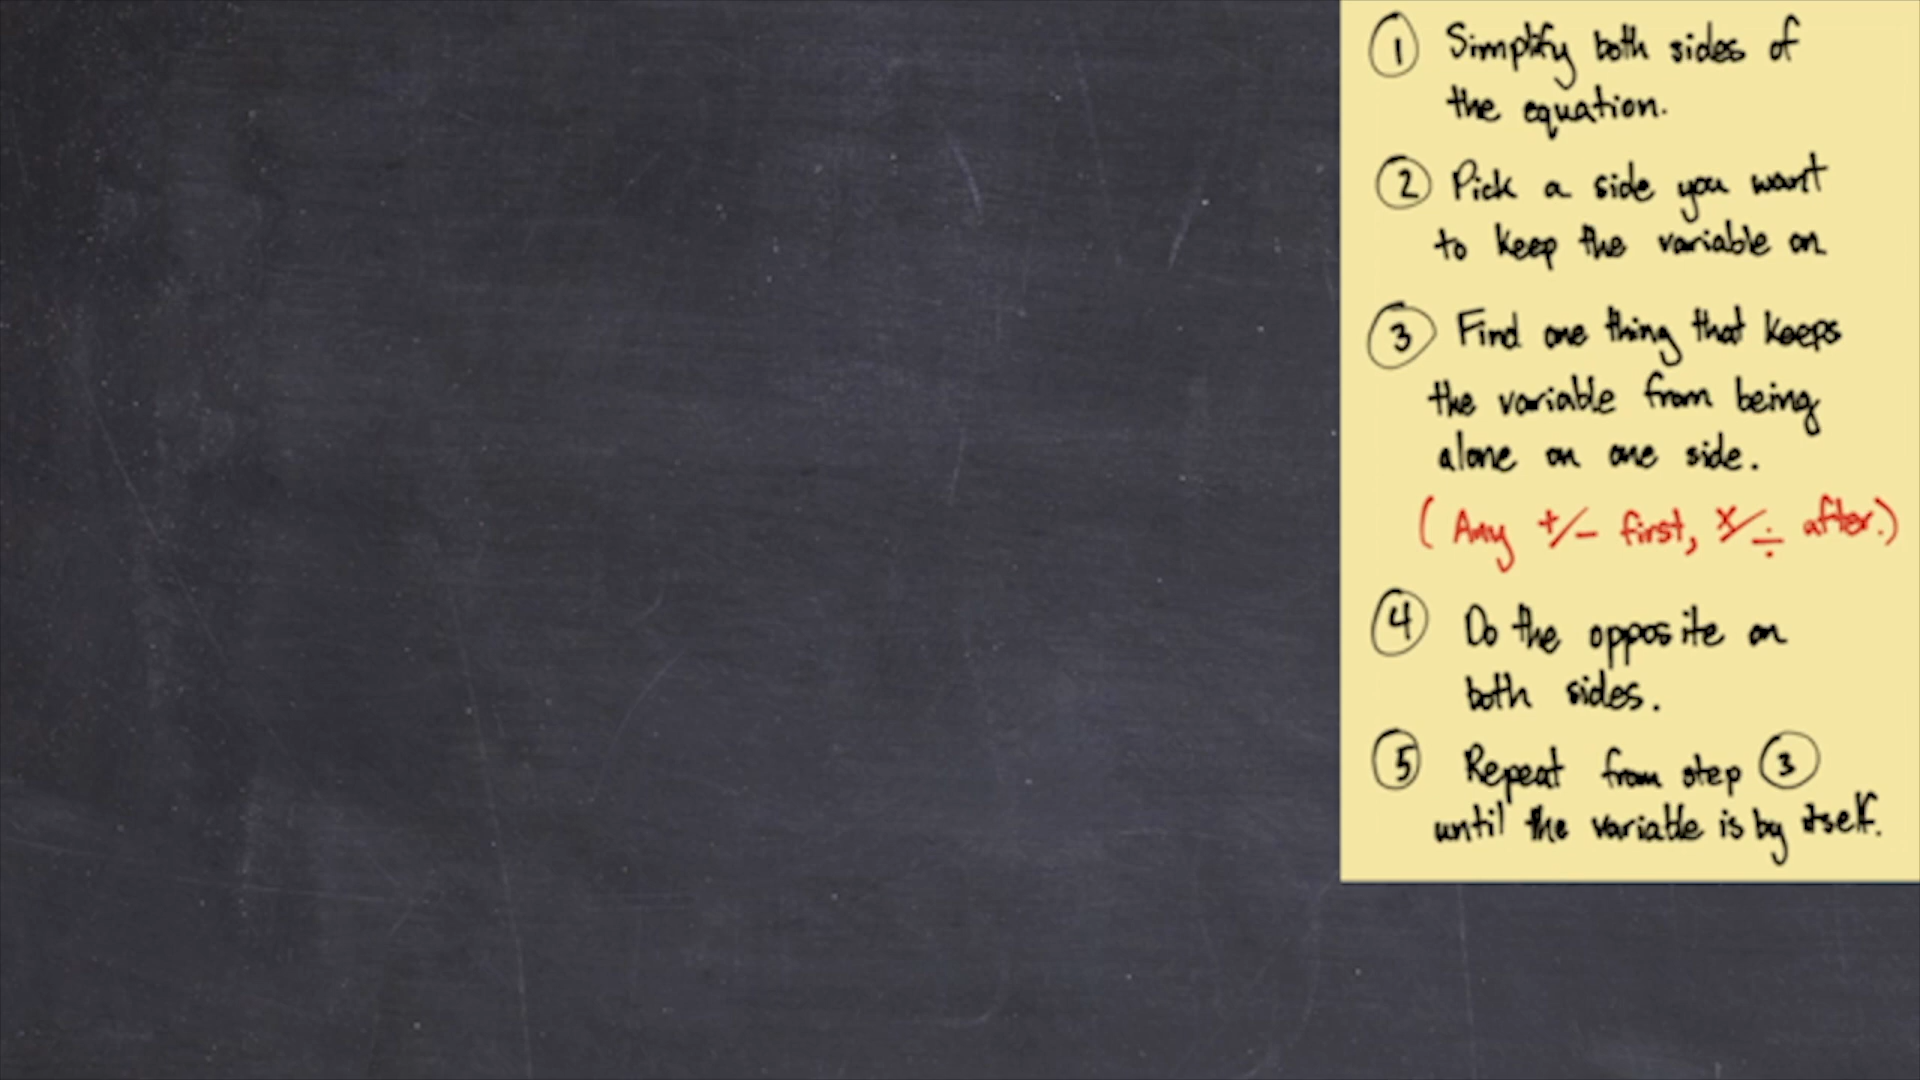 ① Simplify both sides of
the equation.
② Pick a side you want
to keep the variable on
③ Find one thing that keeps
the variable from being
alone on one side.
(Any +/- first, ×/÷ after.)
④ Do the opposite on
both sides.
⑤ Repeat from step ③
until the variable is by itself.